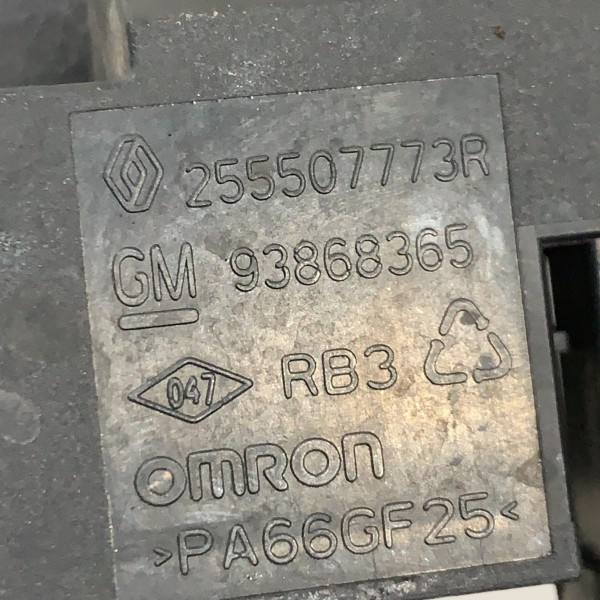 255507773R
GM 93868365
047 RB3
OMRON
>PA66GF25<